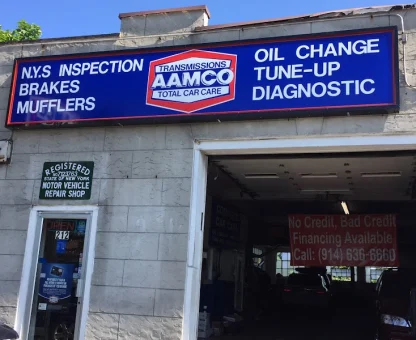 N.Y.S INSPECTION
BRAKES
MUFFLERS
TRANSMISSIONS
AAMCO
TOTAL CAR CARE
OIL CHANGE
TUNE-UP
DIAGNOSTIC
REGISTERED
STATE OF NEW YORK
MOTOR VEHICLE
REPAIR SHOP
212
No Credit, Bad Credit
Financing Available
Call: (914) 636-6660